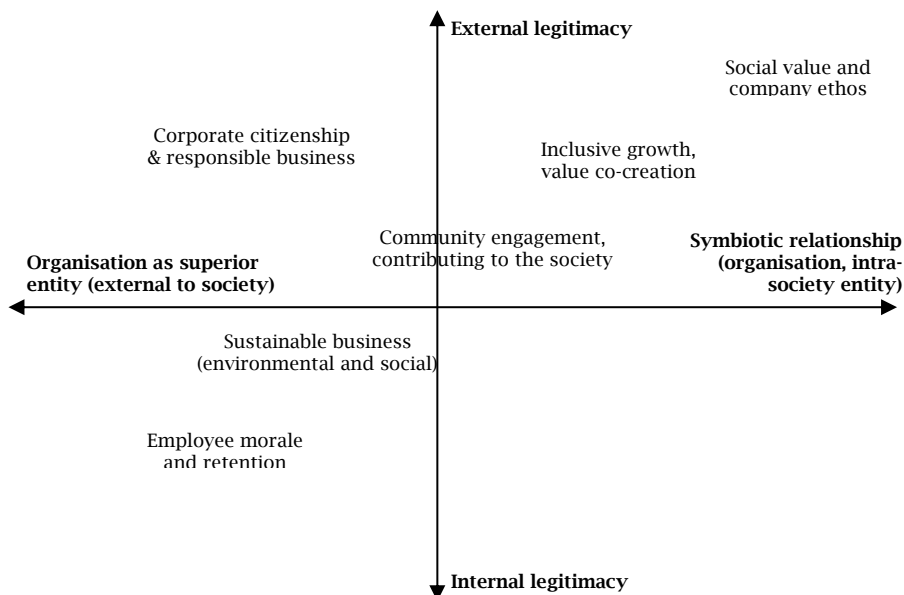 External legitimacy
Social value and
company ethos
Corporate citizenship
& responsible business
Inclusive growth,
value co-creation
Community engagement,
contributing to the society
Symbiotic relationship
(organisation, intra-
society entity)
Organisation as superior
entity (external to society)
Sustainable business
(environmental and social)
Employee morale
and retention
Internal legitimacy